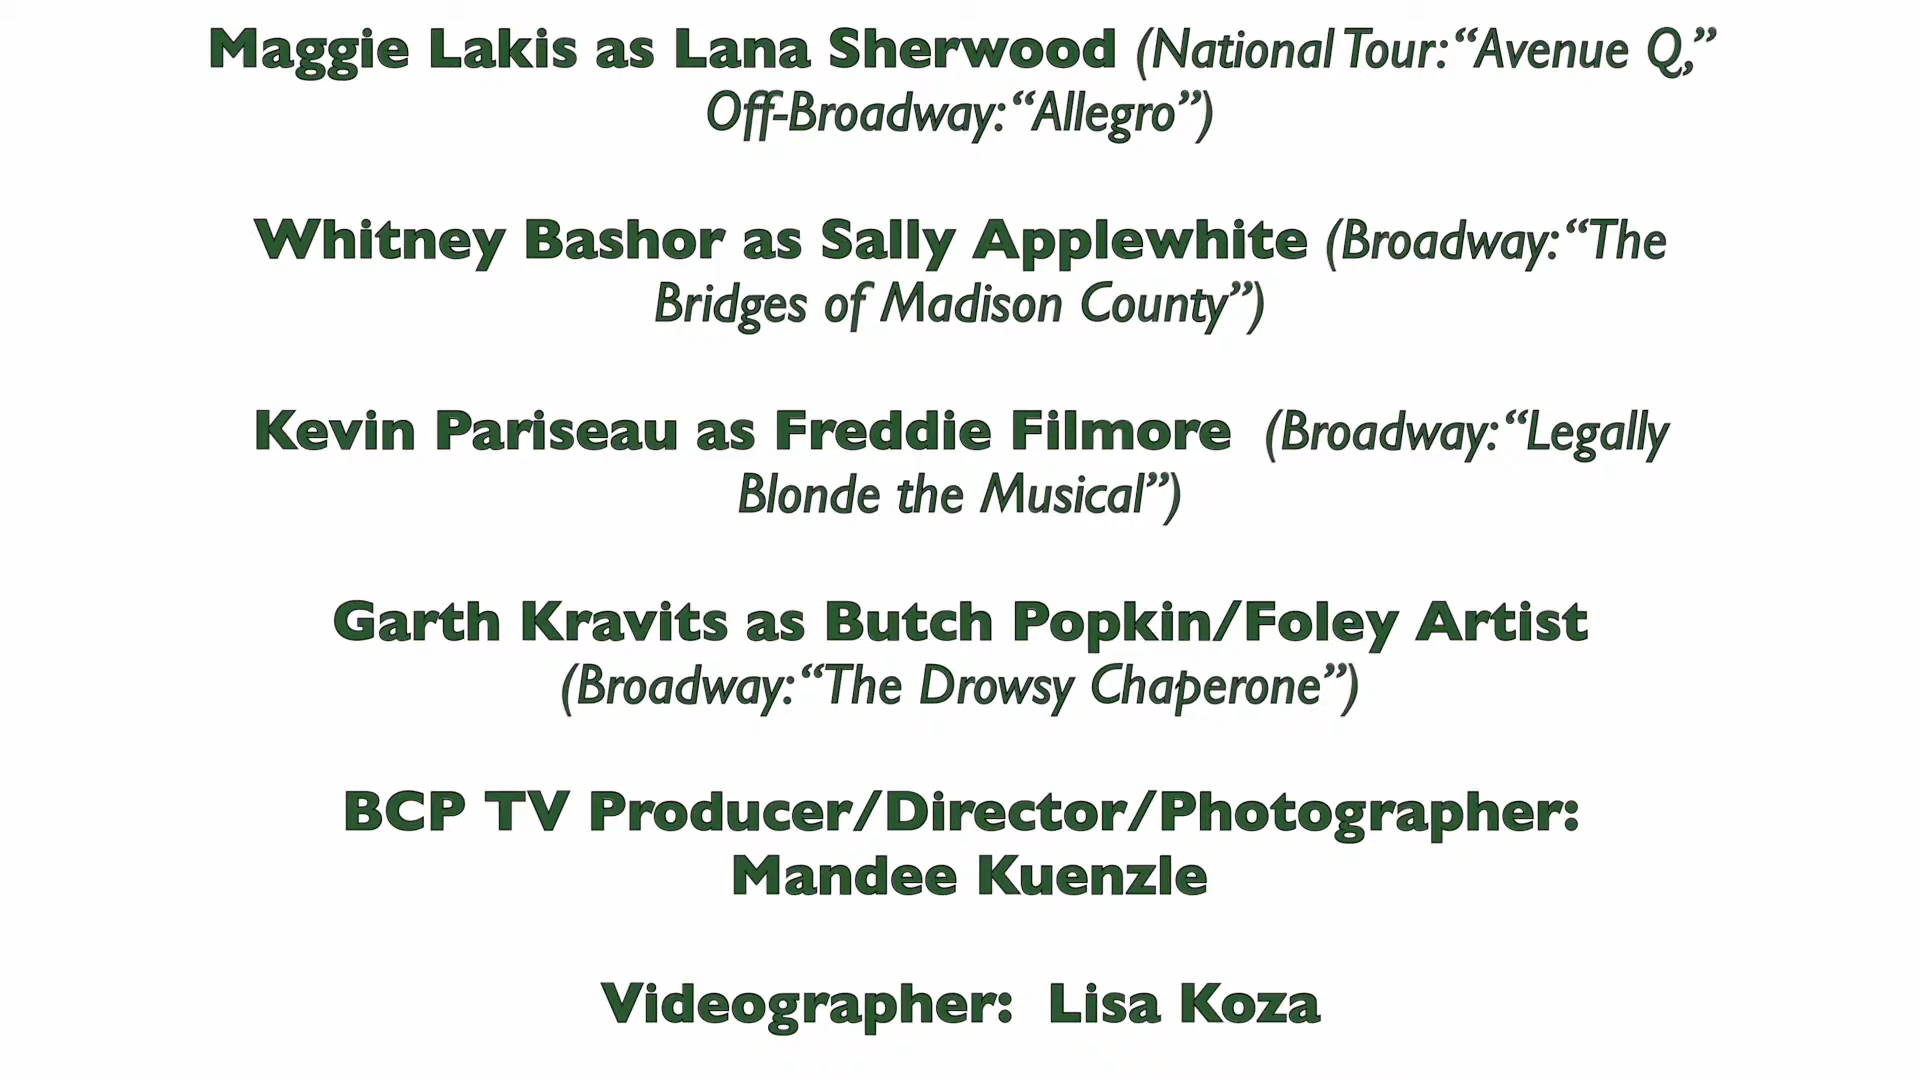 Maggie Lakis as Lana Sherwood (National Tour: “Avenue Q,”
Off-Broadway: “Allegro”)
Whitney Bashor as Sally Applewhite (Broadway: “The
Bridges of Madison County”)
Kevin Pariseau as Freddie Filmore (Broadway: “Legally
Blonde the Musical”)
Garth Kravits as Butch Popkin/Foley Artist
(Broadway: “The Drowsy Chaperone”)
BCP TV Producer/Director/Photographer:
Mandee Kuenzle
Videographer: Lisa Koza